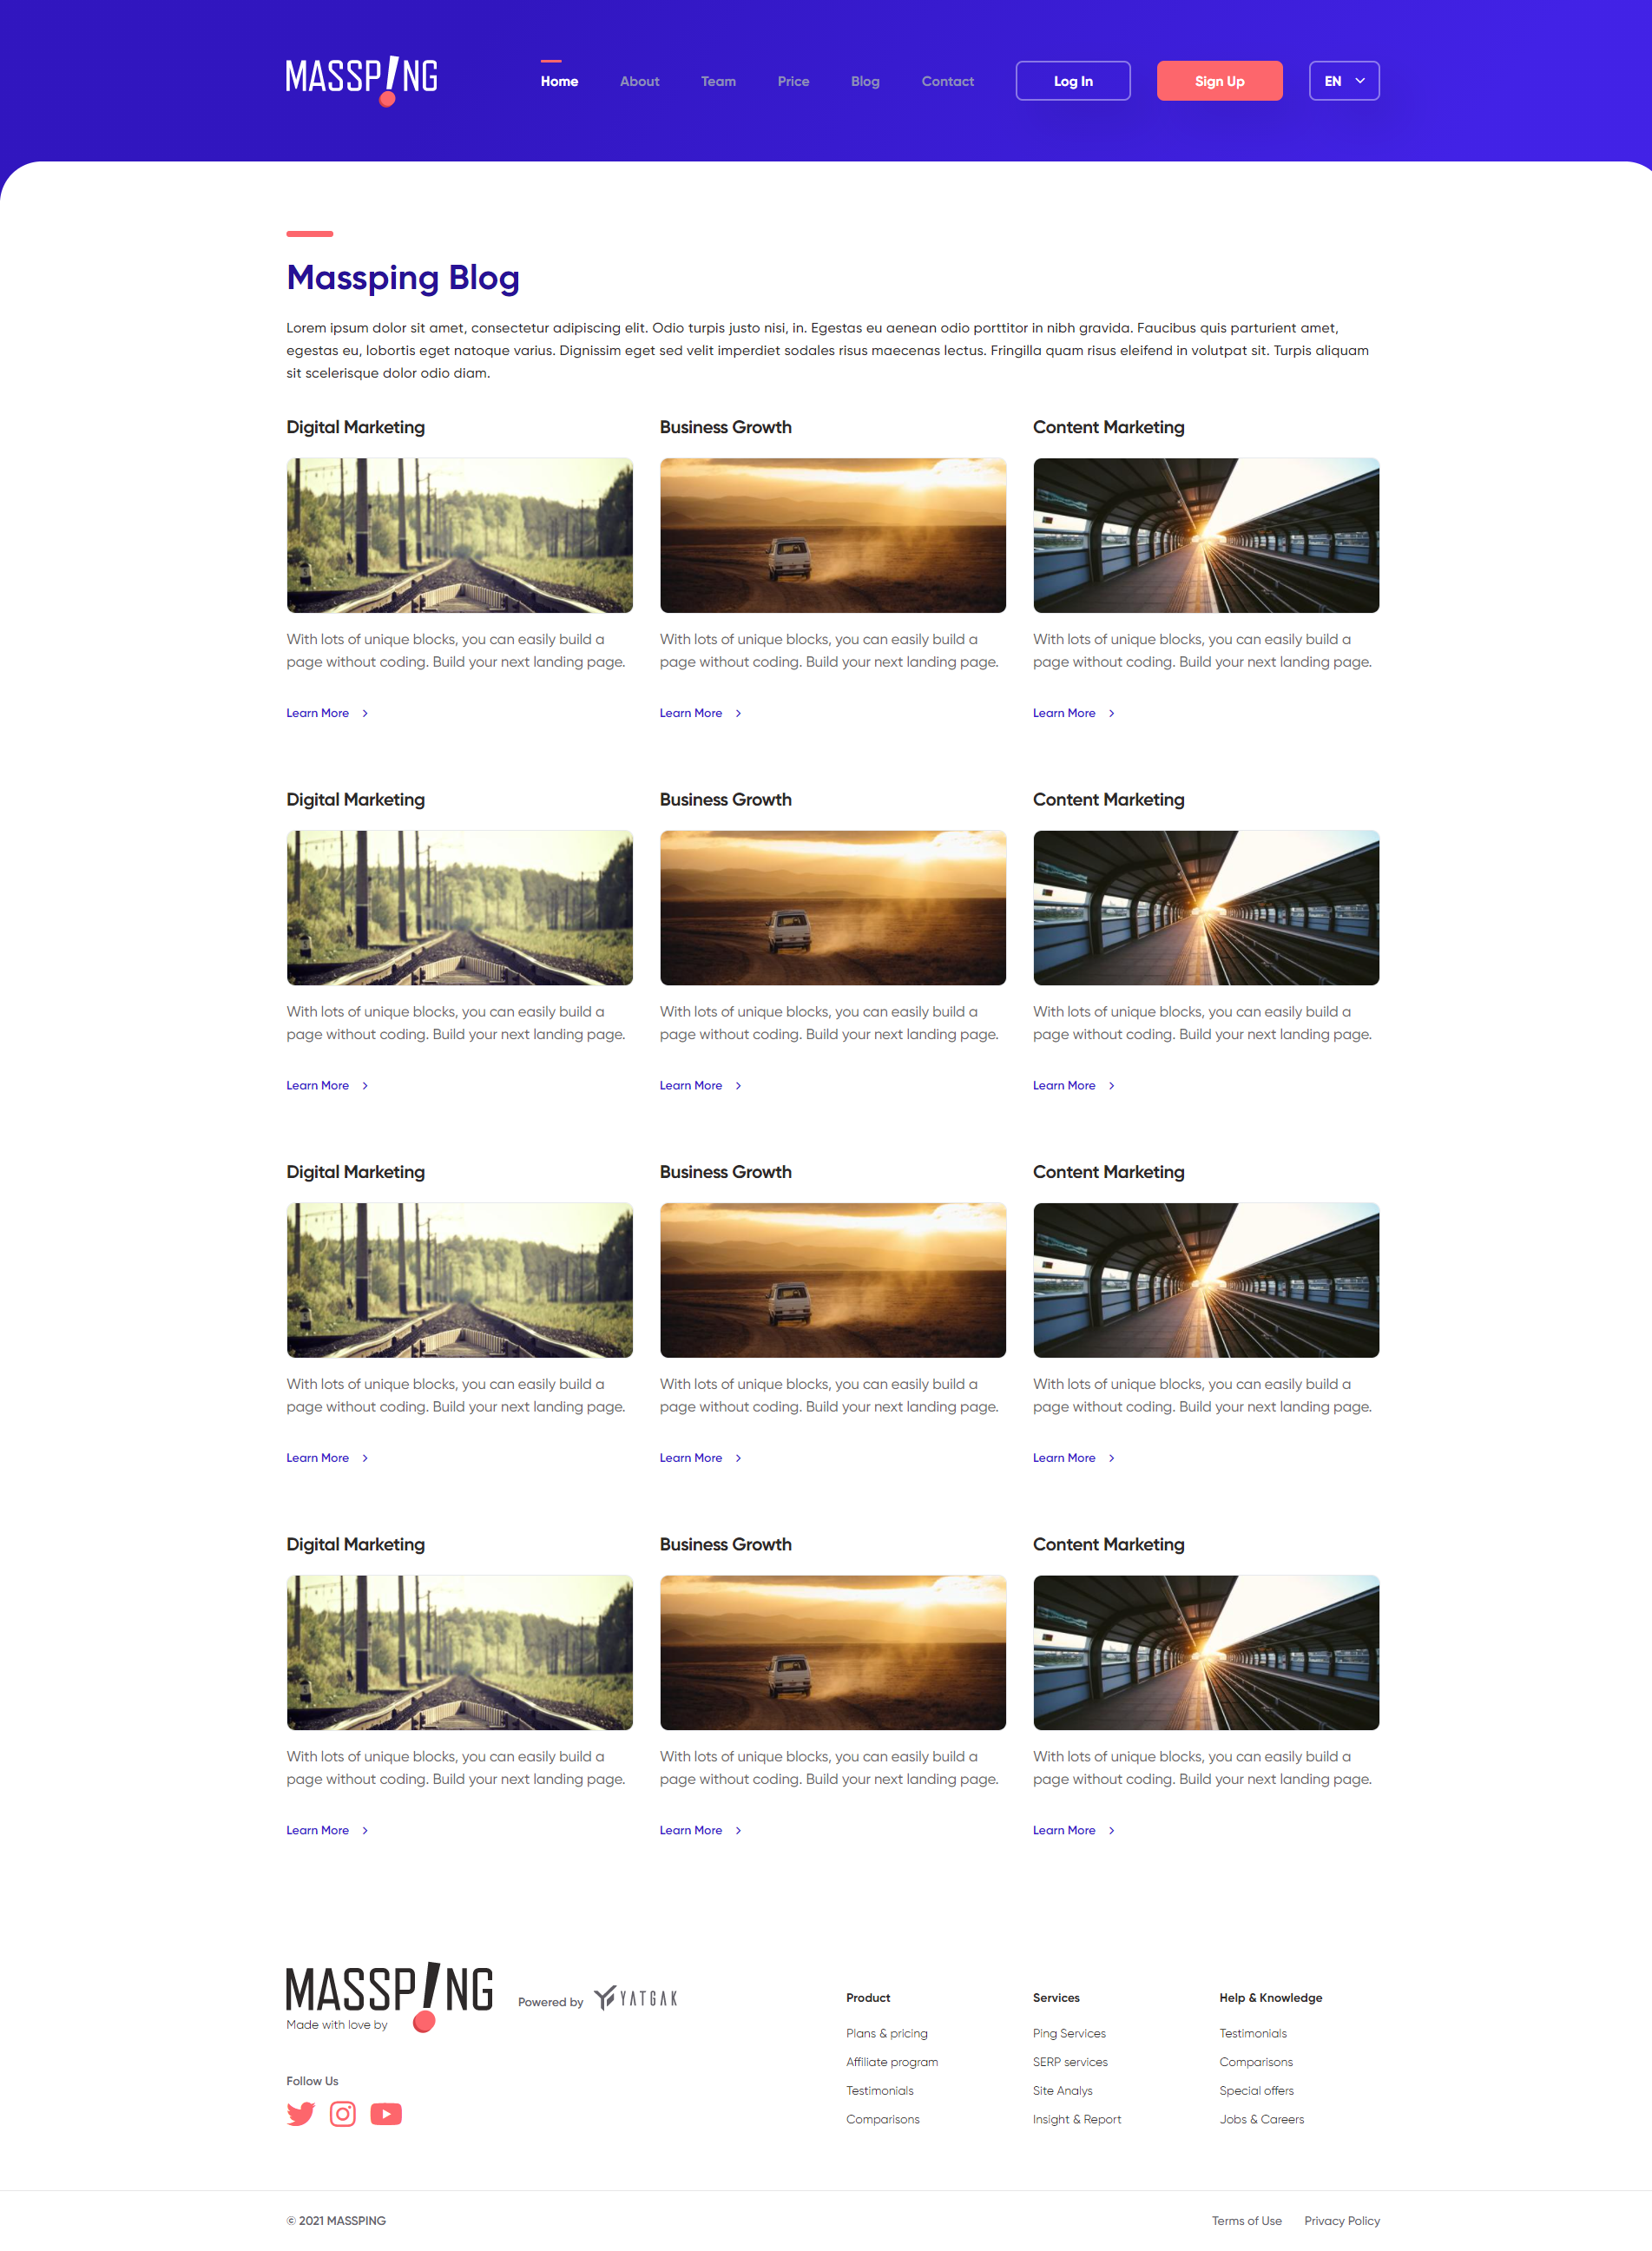 MASSP!NG
Home
About
Team
Price
Blog
Contact
Log In
Sign Up
EN
Massping Blog
Lorem ipsum dolor sit amet, consectetur adipiscing elit. Odio turpis justo nisi, in. Egestas eu aenean odio porttitor in nibh gravida. Faucibus quis parturient amet,
egestas eu, lobortis eget natoque varius. Dignissim eget sed velit imperdiet sodales risus maecenas lectus. Fringilla quam risus eleifend in volutpat sit. Turpis aliquam
sit scelerisque dolor odio diam.
Digital Marketing
With lots of unique blocks, you can easily build a
page without coding. Build your next landing page.
Learn More
Business Growth
With lots of unique blocks, you can easily build a
page without coding. Build your next landing page.
Learn More
Content Marketing
With lots of unique blocks, you can easily build a
page without coding. Build your next landing page.
Learn More
Digital Marketing
With lots of unique blocks, you can easily build a
page without coding. Build your next landing page.
Learn More
Business Growth
With lots of unique blocks, you can easily build a
page without coding. Build your next landing page.
Learn More
Content Marketing
With lots of unique blocks, you can easily build a
page without coding. Build your next landing page.
Learn More
Digital Marketing
With lots of unique blocks, you can easily build a
page without coding. Build your next landing page.
Learn More
Business Growth
With lots of unique blocks, you can easily build a
page without coding. Build your next landing page.
Learn More
Content Marketing
With lots of unique blocks, you can easily build a
page without coding. Build your next landing page.
Learn More
Digital Marketing
With lots of unique blocks, you can easily build a
page without coding. Build your next landing page.
Learn More
Business Growth
With lots of unique blocks, you can easily build a
page without coding. Build your next landing page.
Learn More
Content Marketing
With lots of unique blocks, you can easily build a
page without coding. Build your next landing page.
Learn More
MASSP!NG
Made with love by
Powered by
YATGAK
Follow Us
Product
Plans & pricing
Affiliate program
Testimonials
Comparisons
Services
Ping Services
SERP services
Site Analys
Insight & Report
Help & Knowledge
Testimonials
Comparisons
Special offers
Jobs & Careers
© 2021 MASSPING
Terms of Use
Privacy Policy